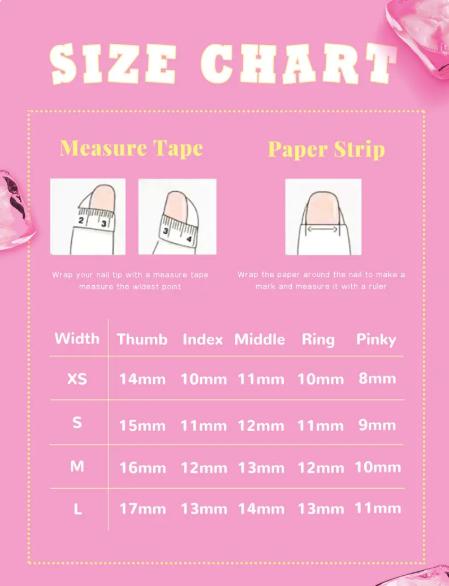 SIZE CHART
Measure Tape
Paper Strip
2 3
3 4
Wrap your nail tip with a measure tape
measure the widest point
Wrap the paper around the nail to make a
mark and measure it with a ruler
Width Thumb Index Middle Ring Pinky
XS 14mm 10mm 11mm 10mm 8mm
S 15mm 11mm 12mm 11mm 9mm
M 16mm 12mm 13mm 12mm 10mm
L 17mm 13mm 14mm 13mm 11mm